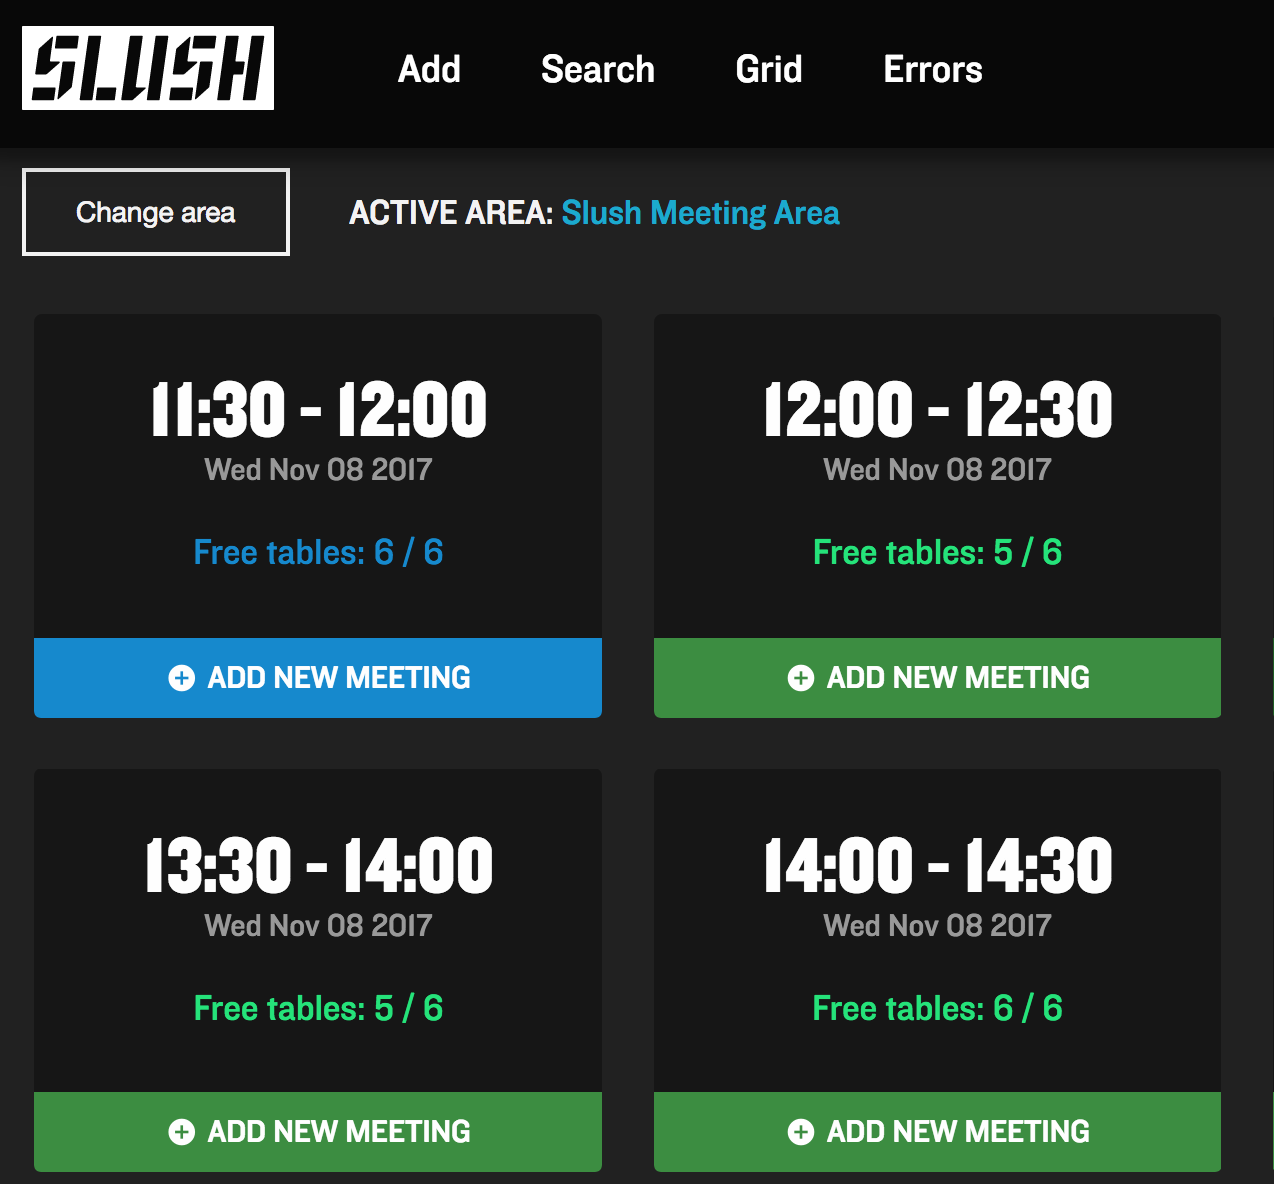 SLUSH
Add Search Grid Errors
Change area
ACTIVE AREA: Slush Meeting Area
11:30 - 12:00
Wed Nov 08 2017
Free tables: 6 / 6
ADD NEW MEETING
12:00 - 12:30
Wed Nov 08 2017
Free tables: 5 / 6
ADD NEW MEETING
13:30 - 14:00
Wed Nov 08 2017
Free tables: 5 / 6
ADD NEW MEETING
14:00 - 14:30
Wed Nov 08 2017
Free tables: 6 / 6
ADD NEW MEETING